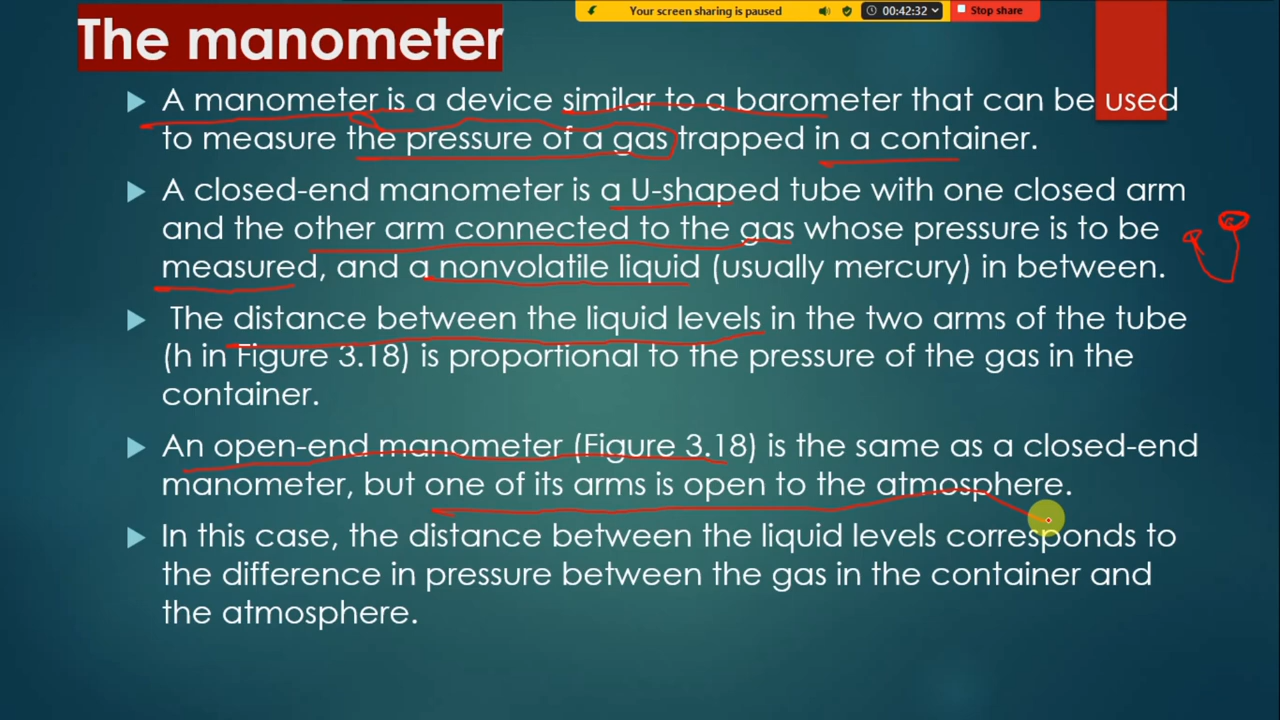 Your screen sharing is paused
00:42:32
Stop share
The manometer
A manometer is a device similar to a barometer that can be used
to measure the pressure of a gas trapped in a container.
A closed-end manometer is a U-shaped tube with one closed arm
and the other arm connected to the gas whose pressure is to be
measured, and a nonvolatile liquid (usually mercury) in between.
The distance between the liquid levels in the two arms of the tube
(h in Figure 3.18) is proportional to the pressure of the gas in the
container.
An open-end manometer (Figure 3.18) is the same as a closed-end
manometer, but one of its arms is open to the atmosphere.
In this case, the distance between the liquid levels corresponds to
the difference in pressure between the gas in the container and
the atmosphere.